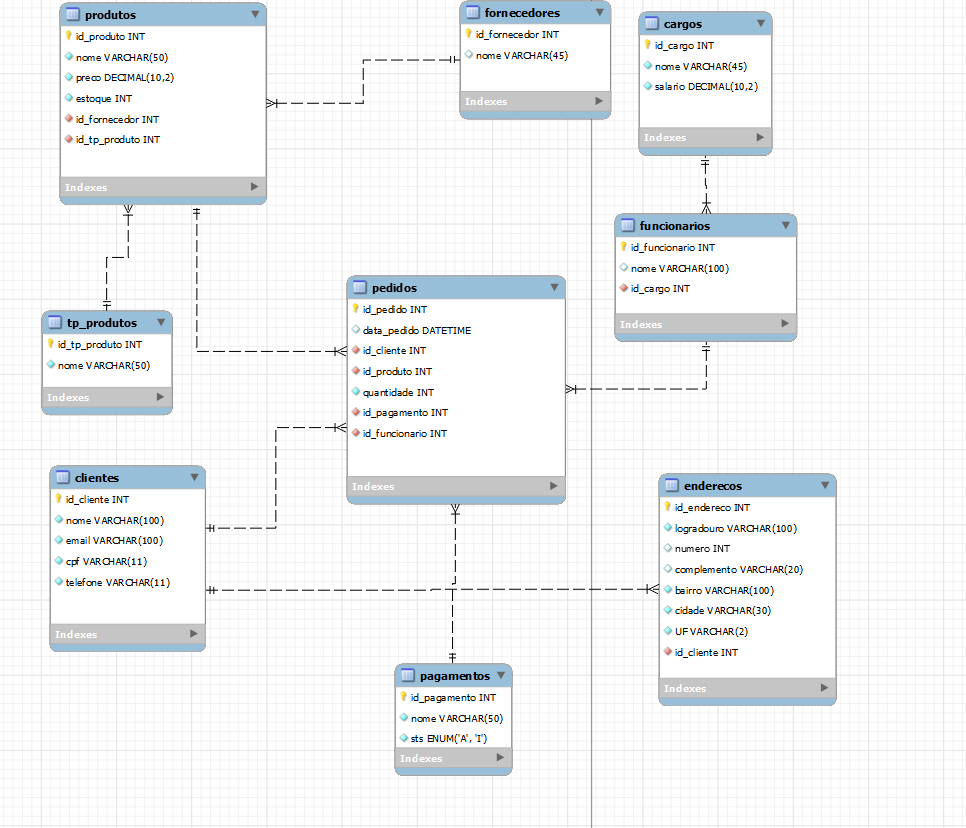 produtos
id_produto INT
nome VARCHAR(50)
preco DECIMAL(10,2)
estoque INT
id_fornecedor INT
id_tp_produto INT
Indexes
fornecedores
id_fornecedor INT
nome VARCHAR(45)
Indexes
cargos
id_cargo INT
nome VARCHAR(45)
salario DECIMAL(10,2)
Indexes
funcionarios
id_funcionario INT
nome VARCHAR(100)
id_cargo INT
Indexes
tp_produtos
id_tp_produto INT
nome VARCHAR(50)
Indexes
pedidos
id_pedido INT
data_pedido DATETIME
id_cliente INT
id_produto INT
quantidade INT
id_pagamento INT
id_funcionario INT
Indexes
clientes
id_cliente INT
nome VARCHAR(100)
email VARCHAR(100)
cpf VARCHAR(11)
telefone VARCHAR(11)
Indexes
enderecos
id_endereco INT
logradouro VARCHAR(100)
numero INT
complemento VARCHAR(20)
bairro VARCHAR(100)
cidade VARCHAR(30)
UF VARCHAR(2)
id_cliente INT
Indexes
pagamentos
id_pagamento INT
nome VARCHAR(50)
sts ENUM('A', 'I')
Indexes